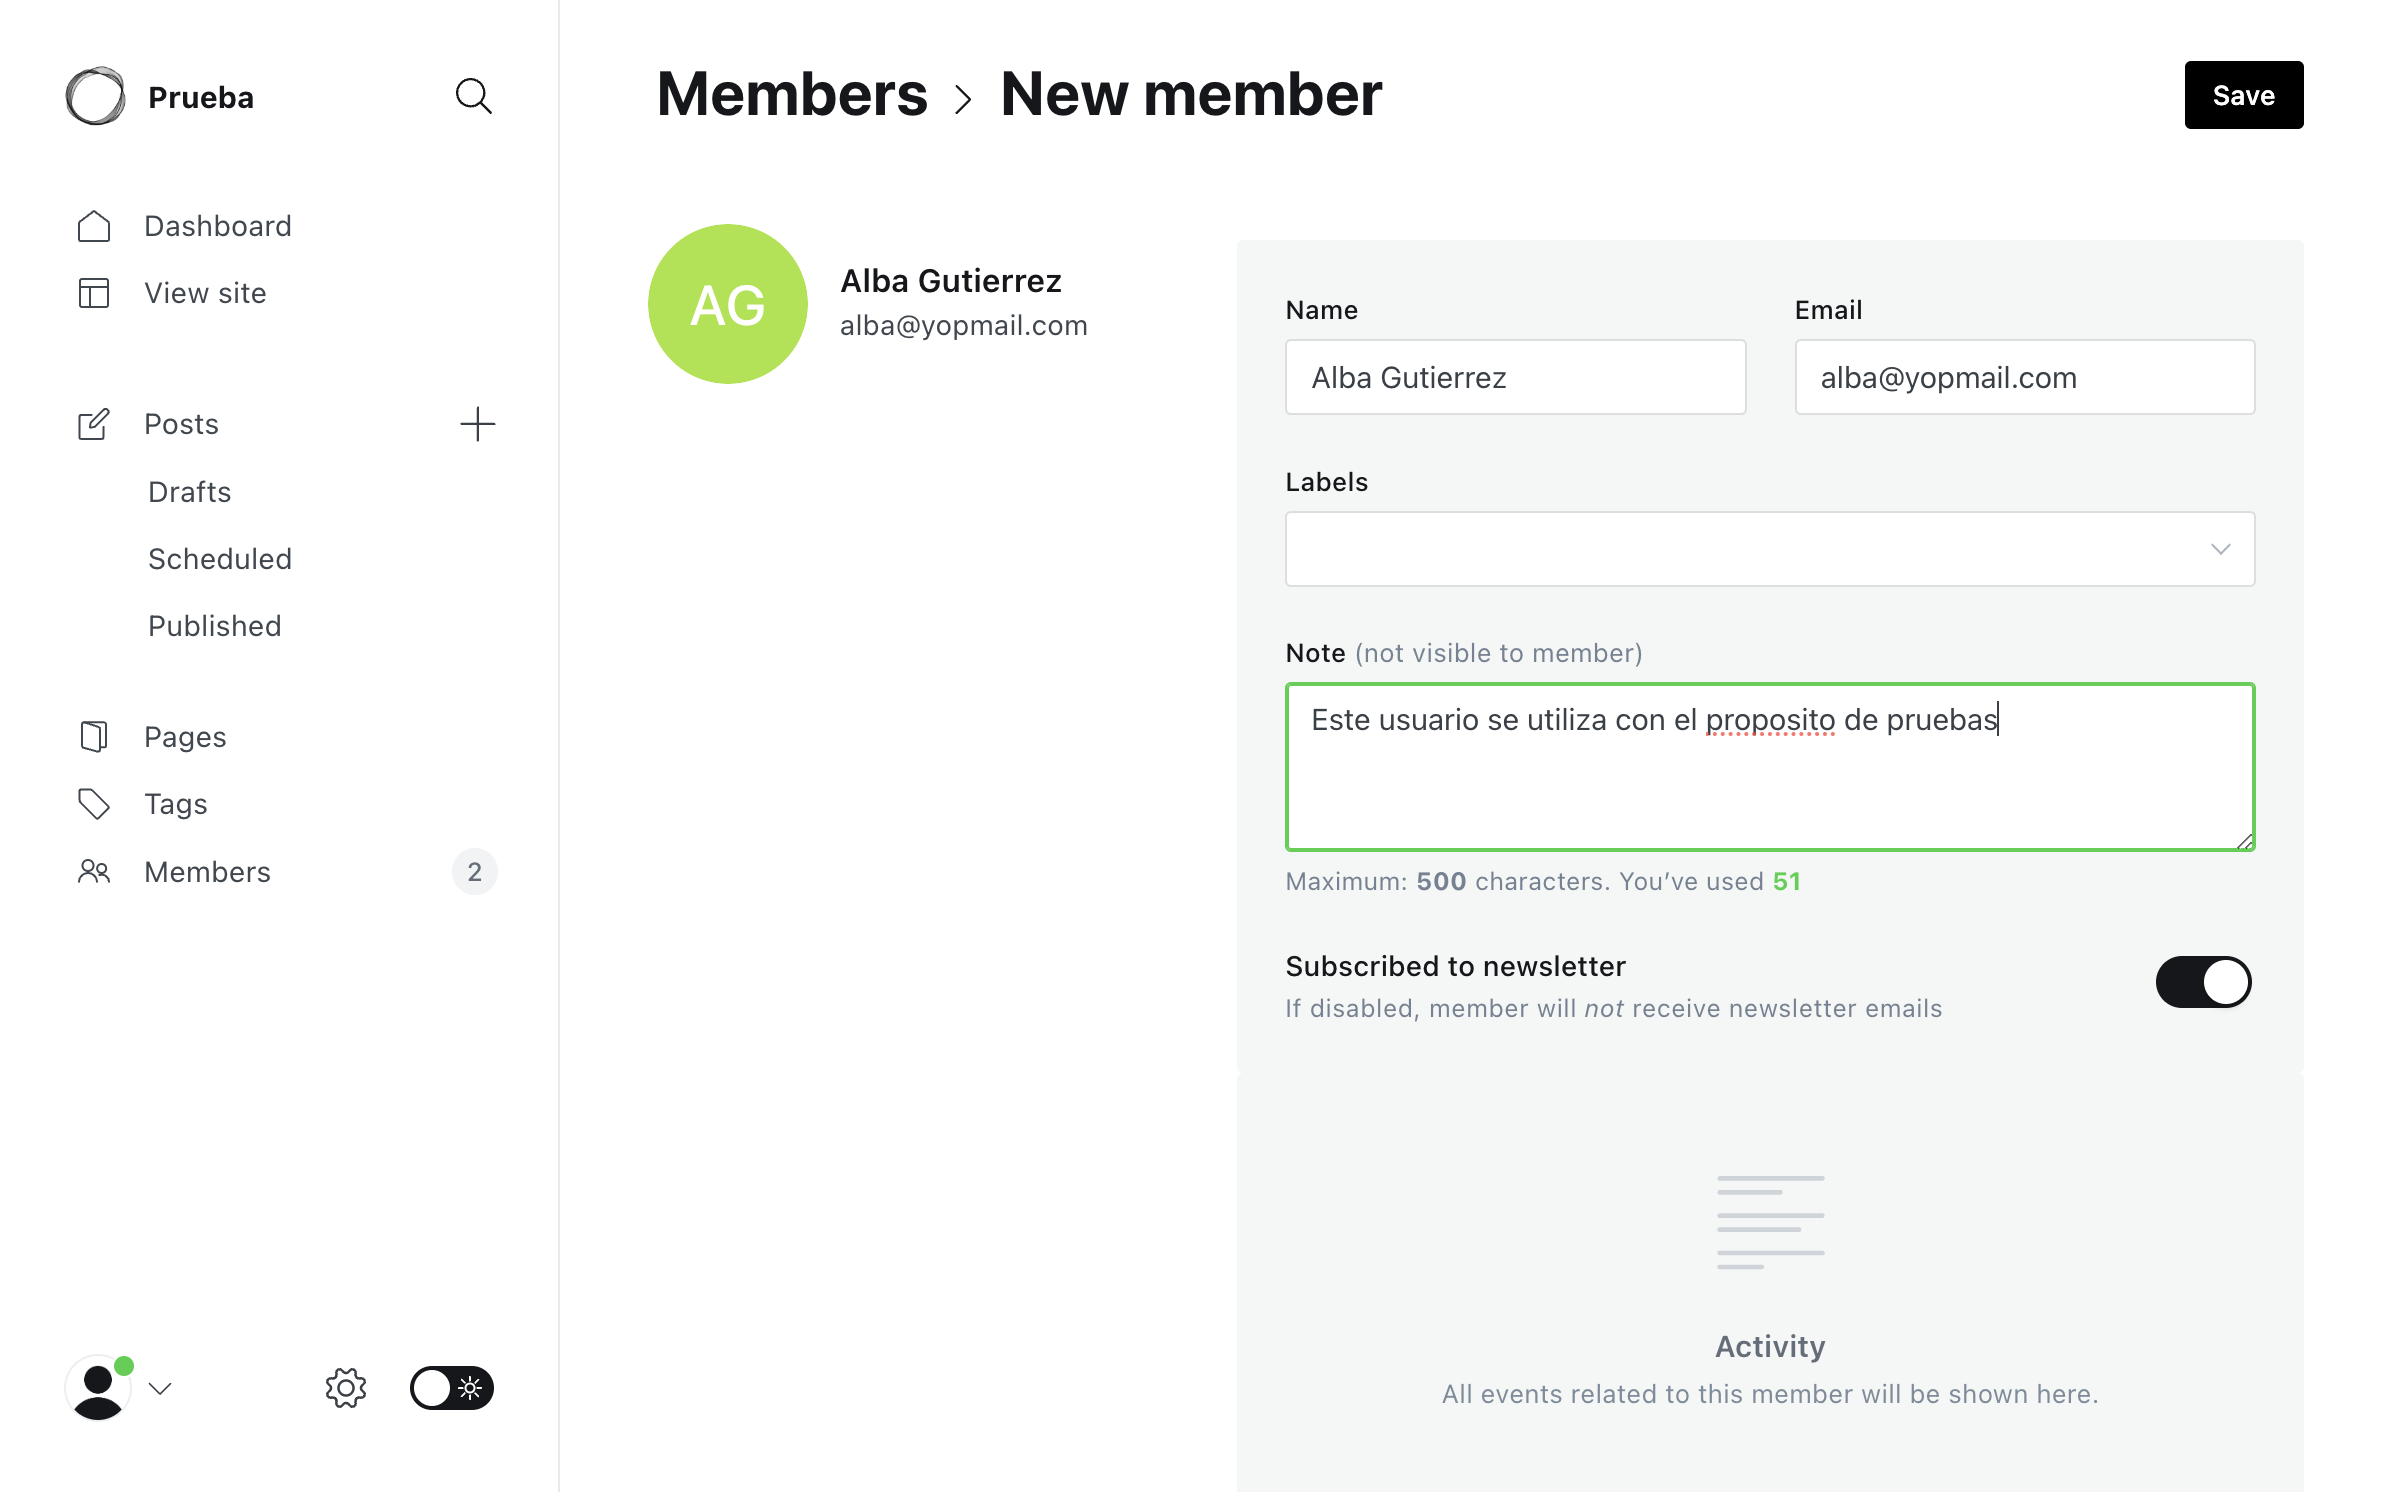 Prueba
Dashboard
View site
Posts
Drafts
Scheduled
Published
Pages
Tags
Members
2
Members > New member
Save
AG
Alba Gutierrez
alba@yopmail.com
Name
Alba Gutierrez
Email
alba@yopmail.com
Labels
Note (not visible to member)
Este usuario se utiliza con el proposito de pruebas
Maximum: 500 characters. You’ve used 51
Subscribed to newsletter
If disabled, member will not receive newsletter emails
Activity
All events related to this member will be shown here.